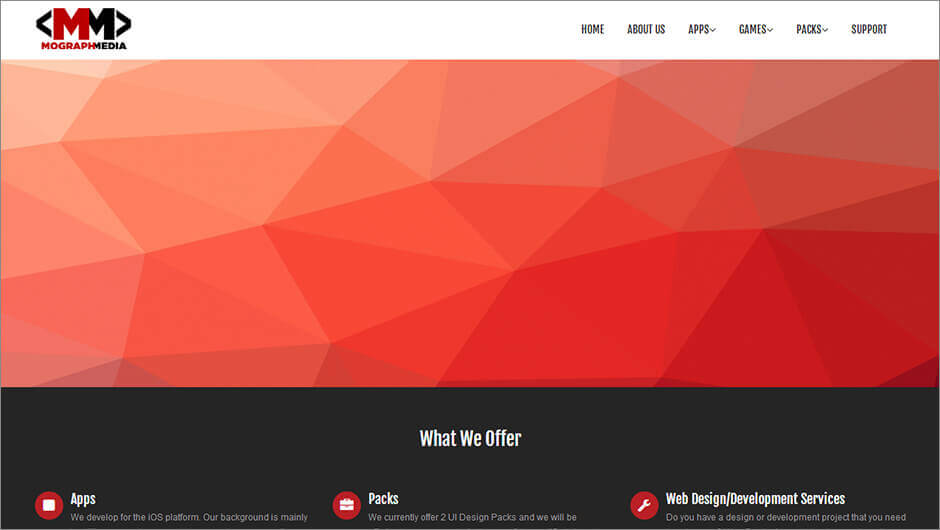 <MM>
MOGRAPHMEDIA
HOME ABOUT US APPS GAMES PACKS SUPPORT
What We Offer
Apps
We develop for the iOS platform. Our background is mainly
Packs
We currently offer 2 UI Design Packs and we will be
Web Design/Development Services
Do you have a design or development project that you need